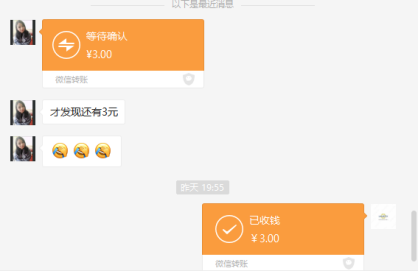 以下是最近消息
等待确认
¥3.00
微信转账
才发现还有3元
昨天 19:55
已收钱
¥3.00
微信转账